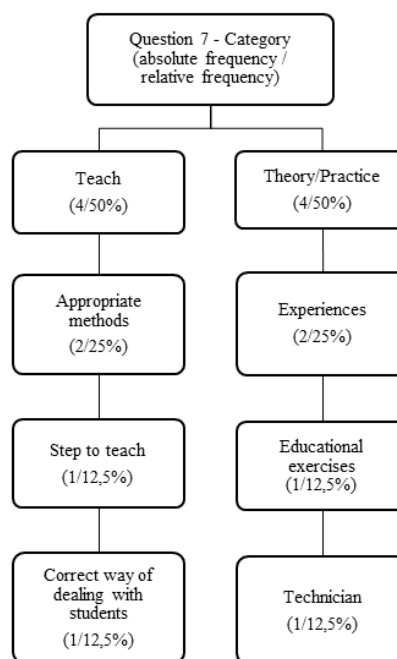 Question 7 - Category
(absolute frequency /
relative frequency)
Teach
(4/50%)
Theory/Practice
(4/50%)
Appropriate
methods
(2/25%)
Experiences
(2/25%)
Step to teach
(1/12,5%)
Educational
exercises
(1/12,5%)
Correct way of
dealing with
students
(1/12,5%)
Technician
(1/12,5%)